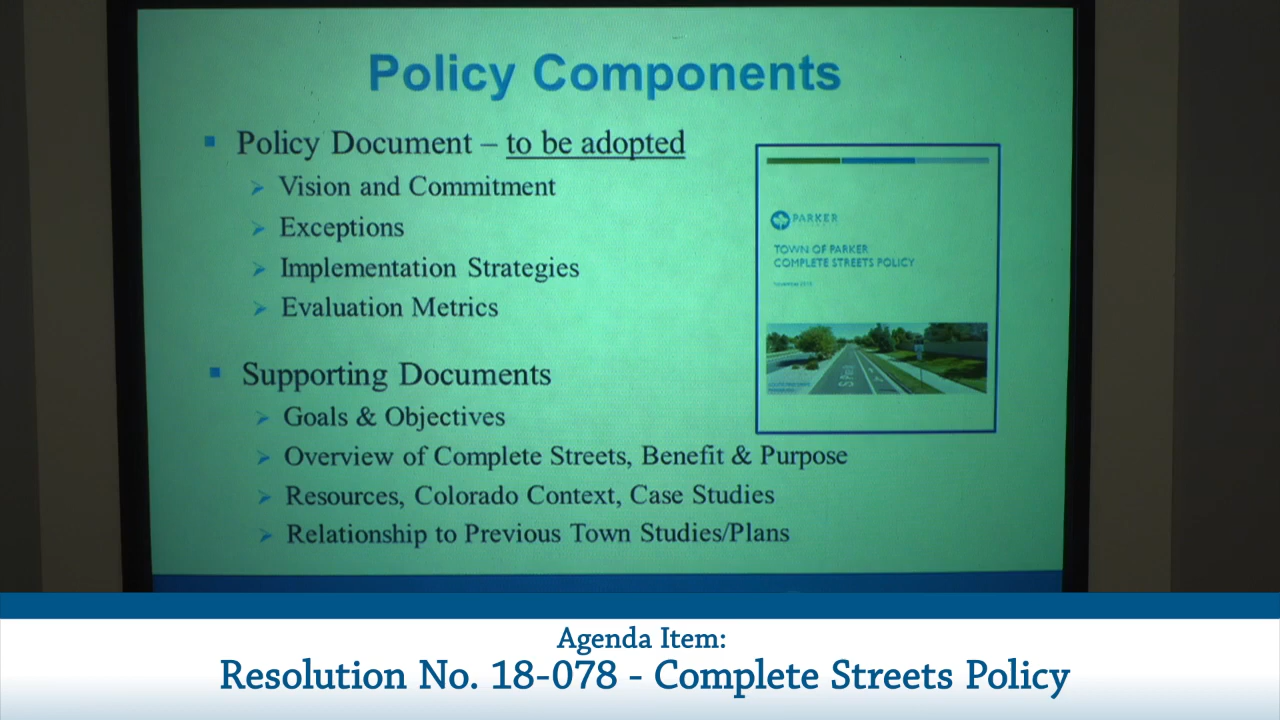 Policy Components
▪ Policy Document – to be adopted
➢ Vision and Commitment
➢ Exceptions
➢ Implementation Strategies
➢ Evaluation Metrics
PARKER
TOWN OF PARKER
COMPLETE STREETS POLICY
▪ Supporting Documents
➢ Goals & Objectives
➢ Overview of Complete Streets, Benefit & Purpose
➢ Resources, Colorado Context, Case Studies
➢ Relationship to Previous Town Studies/Plans
Agenda Item:
Resolution No. 18-078 - Complete Streets Policy